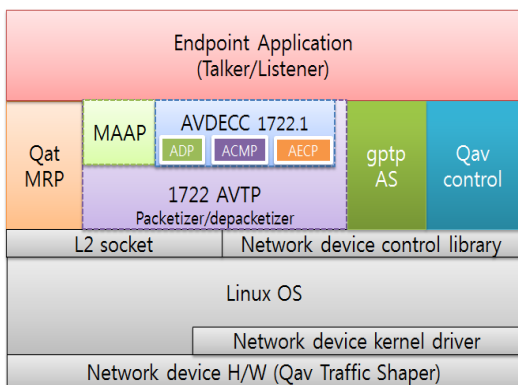 Endpoint Application
(Talker/Listener)
Qat
MRP
MAAP
AVDECC 1722.1
ADP
ACMP
AECP
1722 AVTP
Packetizer/depacketizer
gptp
AS
Qav
control
L2 socket
Network device control library
Linux OS
Network device kernel driver
Network device H/W (Qav Traffic Shaper)